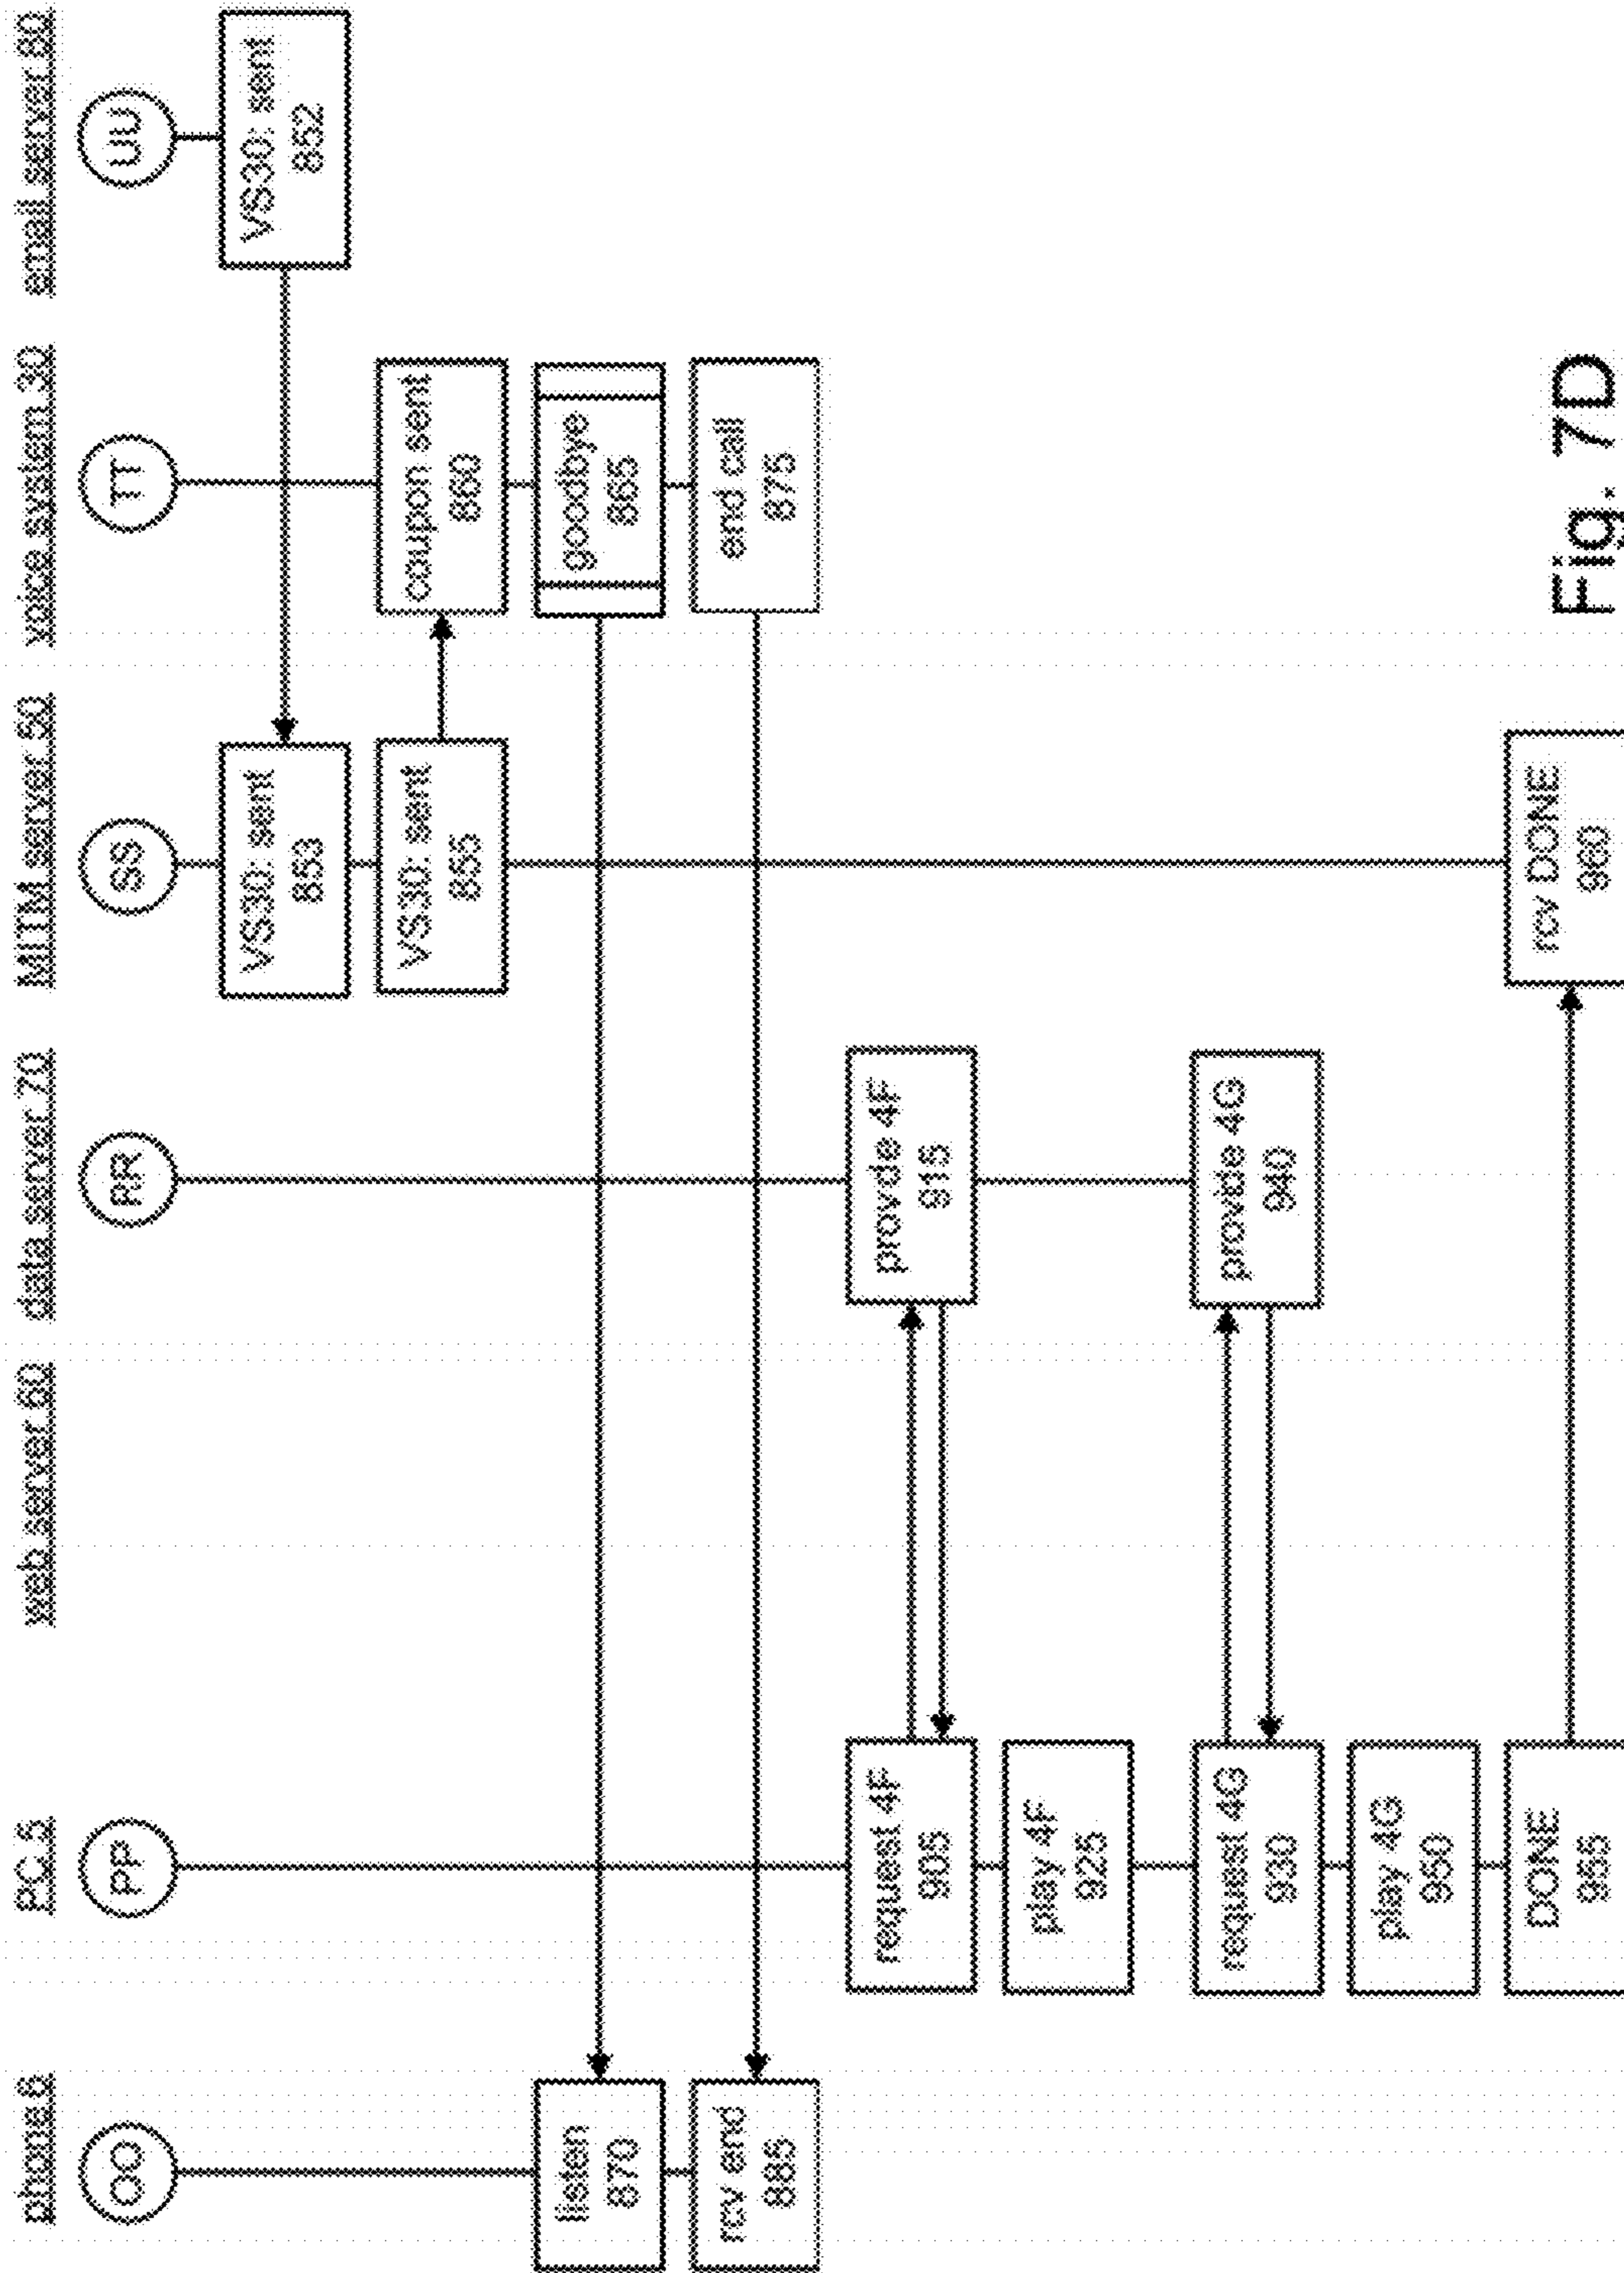 phone 6
PC 5
web server 60
data server 70
MITM server 50
voice system 30
email server 80
OO
PP
RR
SS
TT
UU
VS30: sent
853
VS30: sent
852
VS30: sent
855
coupon sent
860
listen
870
goodbye
865
rcv end
885
end call
875
request 4F
905
provde 4F
915
play 4F
925
request 4G
930
provide 4G
940
play 4G
950
DONE
955
rcv DONE
960
Fig. 7D